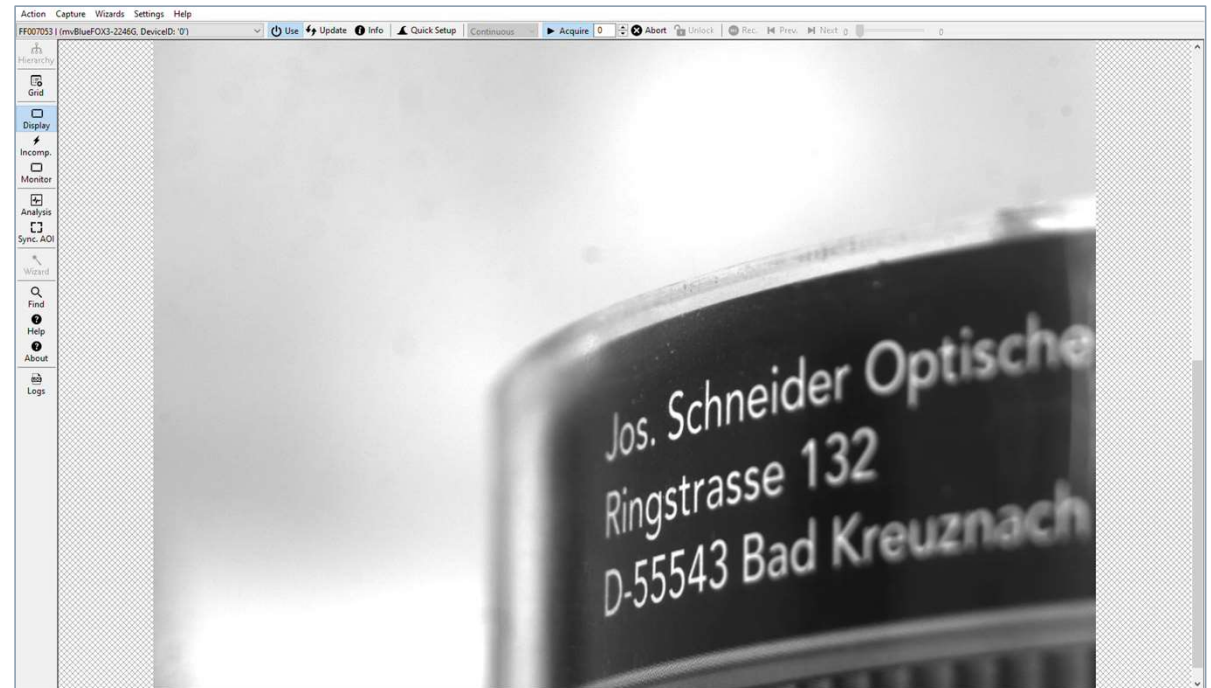 Action Capture Wizards Settings Help
FF007053 | (mvBlueFOX3-2246G, DeviceID: '0') Use Update Info Quick Setup Continuous Acquire 0 Abort Unlock Rec. Prev. Next 0 0
Hierarchy
Grid
Display
Incomp.
Monitor
Analysis
Sync. AOI
Wizard
Find
Help
About
Logs
Jos. Schneider Optische
Ringstrasse 132
D-55543 Bad Kreuznach